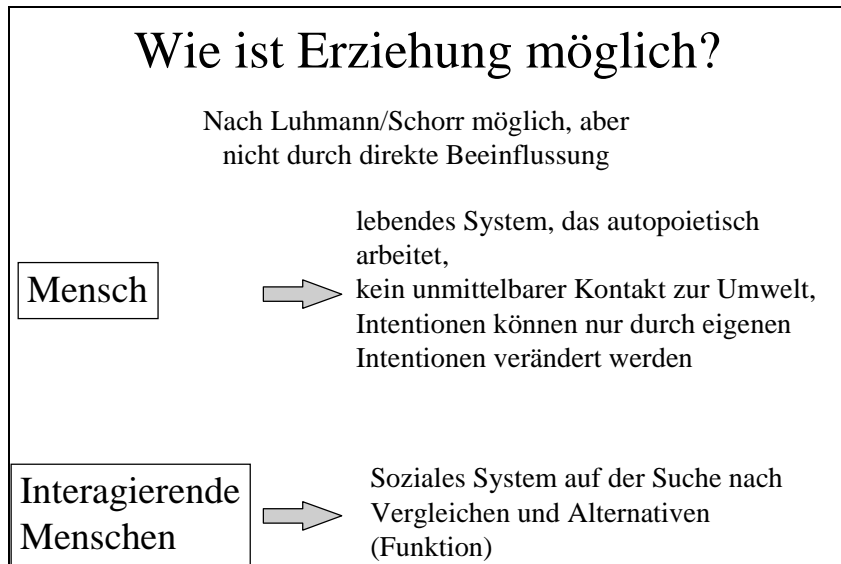 Wie ist Erziehung möglich?
Nach Luhmann/Schorr möglich, aber
nicht durch direkte Beeinflussung
Mensch
lebendes System, das autopoietisch
arbeitet,
kein unmittelbarer Kontakt zur Umwelt,
Intentionen können nur durch eigenen
Intentionen verändert werden
Interagierende
Menschen
Soziales System auf der Suche nach
Vergleichen und Alternativen
(Funktion)